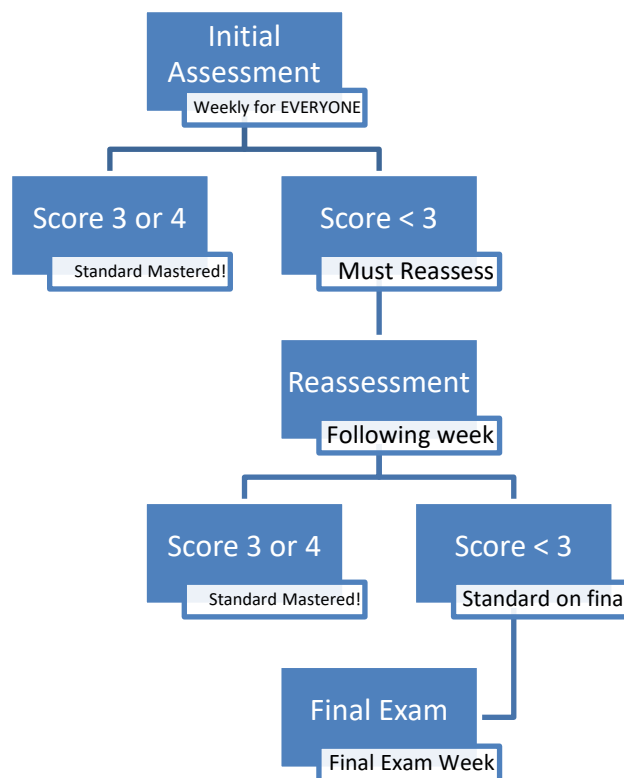 Initial
Assessment
Weekly for EVERYONE
Score 3 or 4
Standard Mastered!
Score < 3
Must Reassess
Reassessment
Following week
Score 3 or 4
Standard Mastered!
Score < 3
Standard on fina
Final Exam
Final Exam Week